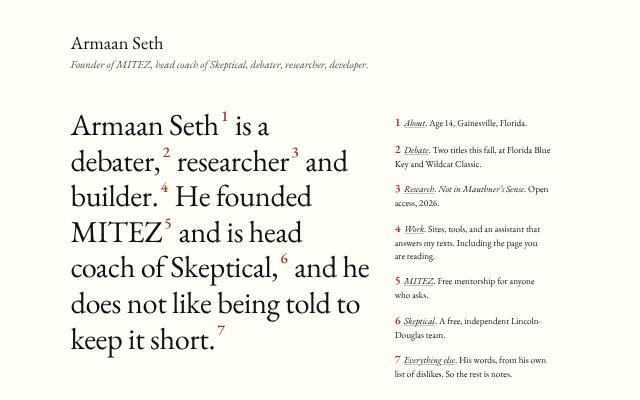 Armaan Seth
Founder of MITEZ, head coach of Skeptical, debater, researcher, developer.
Armaan Seth1 is a
debater,2 researcher3 and
builder.4 He founded
MITEZ5 and is head
coach of Skeptical,6 and he
does not like being told to
keep it short.7
1 About. Age 14, Gainesville, Florida.
2 Debate. Two titles this fall, at Florida Blue
Key and Wildcat Classic.
3 Research. Not in Mauthner's Sense. Open
access, 2026.
4 Work. Sites, tools, and an assistant that
answers my texts. Including the page you
are reading.
5 MITEZ. Free mentorship for anyone
who asks.
6 Skeptical. A free, independent Lincoln-
Douglas team.
7 Everything else. His words, from his own
list of dislikes. So the rest is notes.